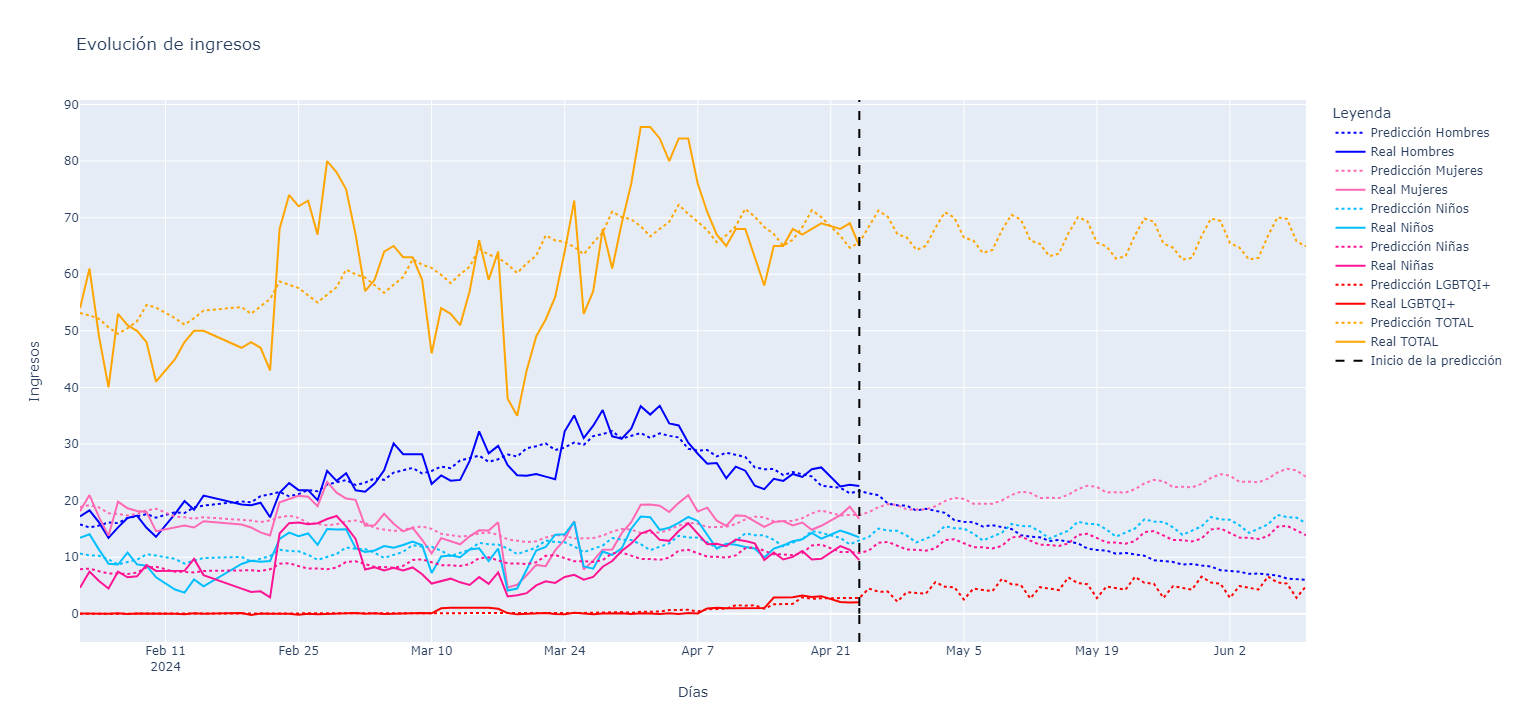 Evolución de ingresos
90
80
70
60
50
40
30
20
10
0
Ingresos
Feb 11
2024
Feb 25
Mar 10
Mar 24
Apr 7
Apr 21
May 5
May 19
Jun 2
Días
Leyenda
Predicción Hombres
Real Hombres
Predicción Mujeres
Real Mujeres
Predicción Niños
Real Niños
Predicción Niñas
Real Niñas
Predicción LGBTQI+
Real LGBTQI+
Predicción TOTAL
Real TOTAL
Inicio de la predicción